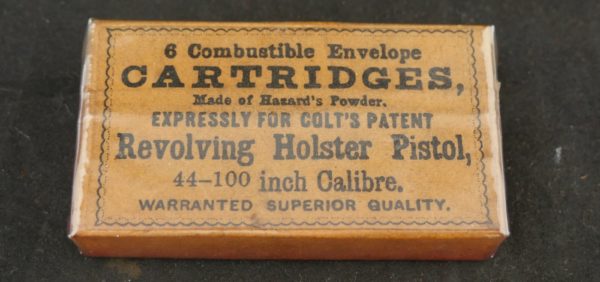 6 Combustible Envelope
CARTRIDGES,
Made of Hazard's Powder.
EXPRESSLY FOR COLT'S PATENT
Revolving Holster Pistol,
44–100 inch Calibre.
WARRANTED SUPERIOR QUALITY.